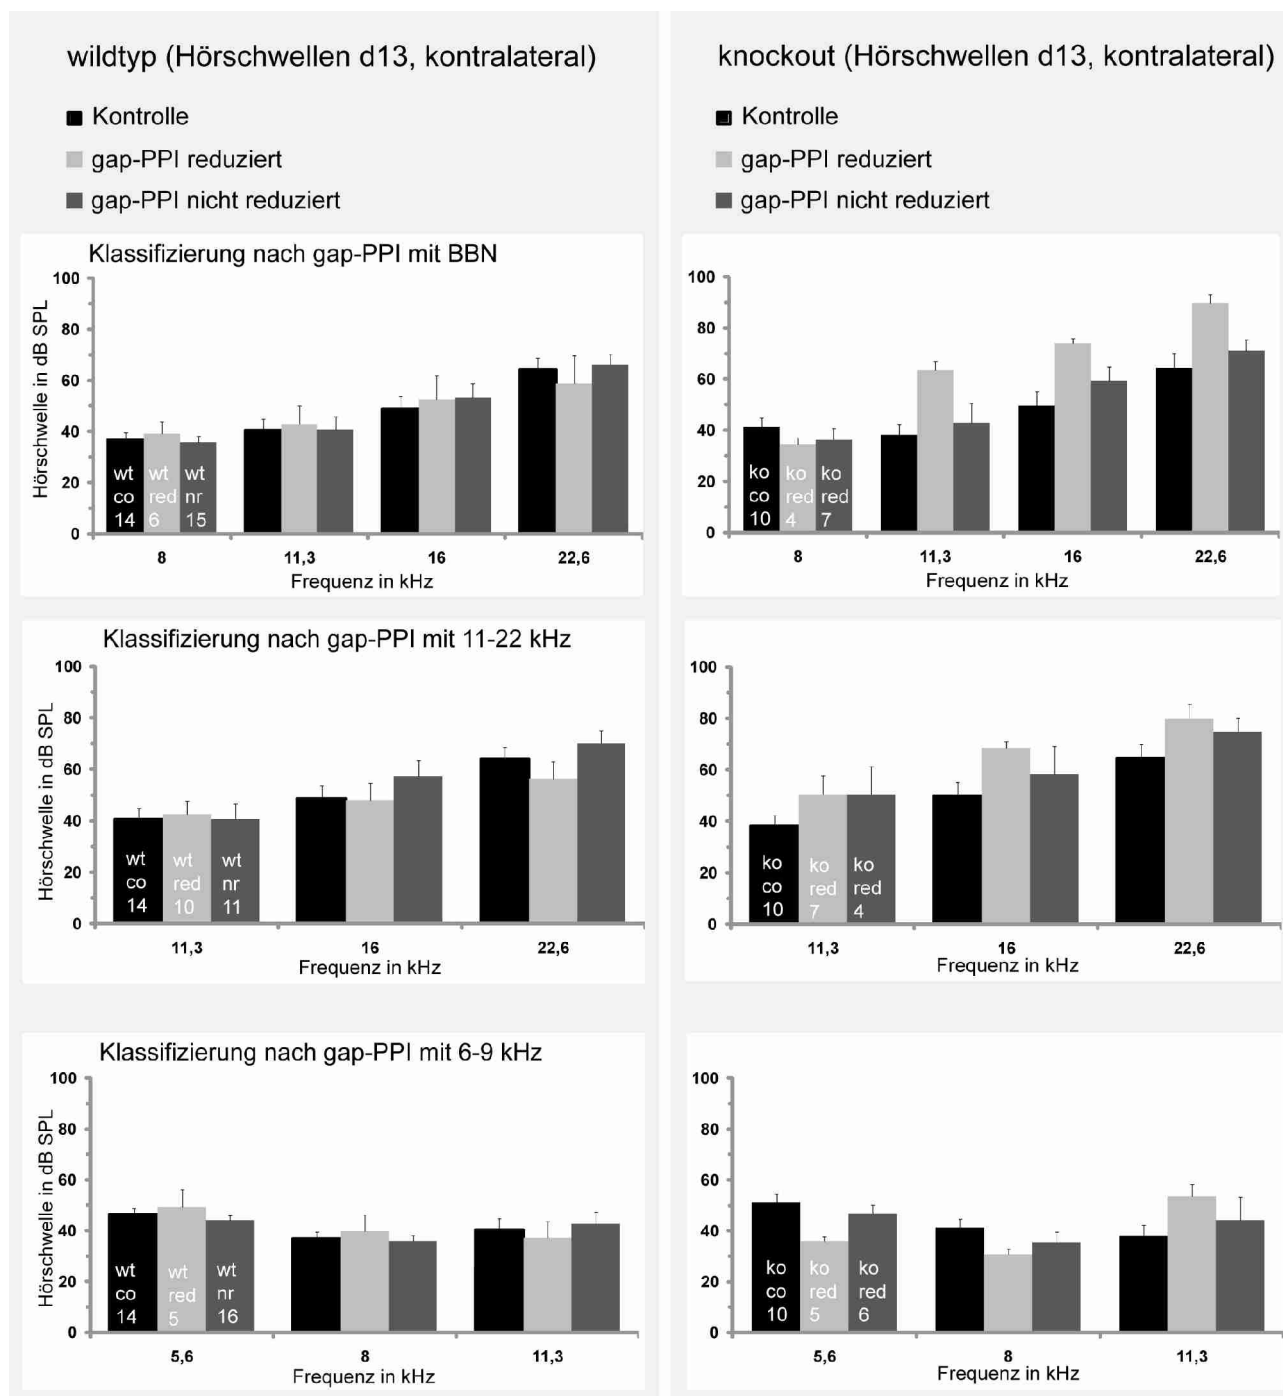 wildtyp (Hörschwellen d13, kontralateral)
Kontrolle
gap-PPI reduziert
gap-PPI nicht reduziert
Klassifizierung nach gap-PPI mit BBN
Hörschwelle in dB SPL
100
80
60
40
20
0
wt wt wt
co red nr
14 6 15
8 11,3 16 22,6
Frequenz in kHz
Klassifizierung nach gap-PPI mit 11-22 kHz
Hörschwelle in dB SPL
100
80
60
40
20
0
wt wt wt
co red nr
14 10 11
11,3 16 22,6
Frequenz in kHz
Klassifizierung nach gap-PPI mit 6-9 kHz
Hörschwelle in dB SPL
100
80
60
40
20
0
wt wt wt
co red nr
14 5 16
5,6 8 11,3
Frequenz in kHz
knockout (Hörschwellen d13, kontralateral)
Kontrolle
gap-PPI reduziert
gap-PPI nicht reduziert
100
80
60
40
20
0
ko ko ko
co red red
10 4 7
8 11,3 16 22,6
Frequenz in kHz
100
80
60
40
20
0
ko ko ko
co red red
10 7 4
11,3 16 22,6
Frequenz in kHz
100
80
60
40
20
0
ko ko ko
co red red
10 5 6
5,6 8 11,3
Frequenz in kHz